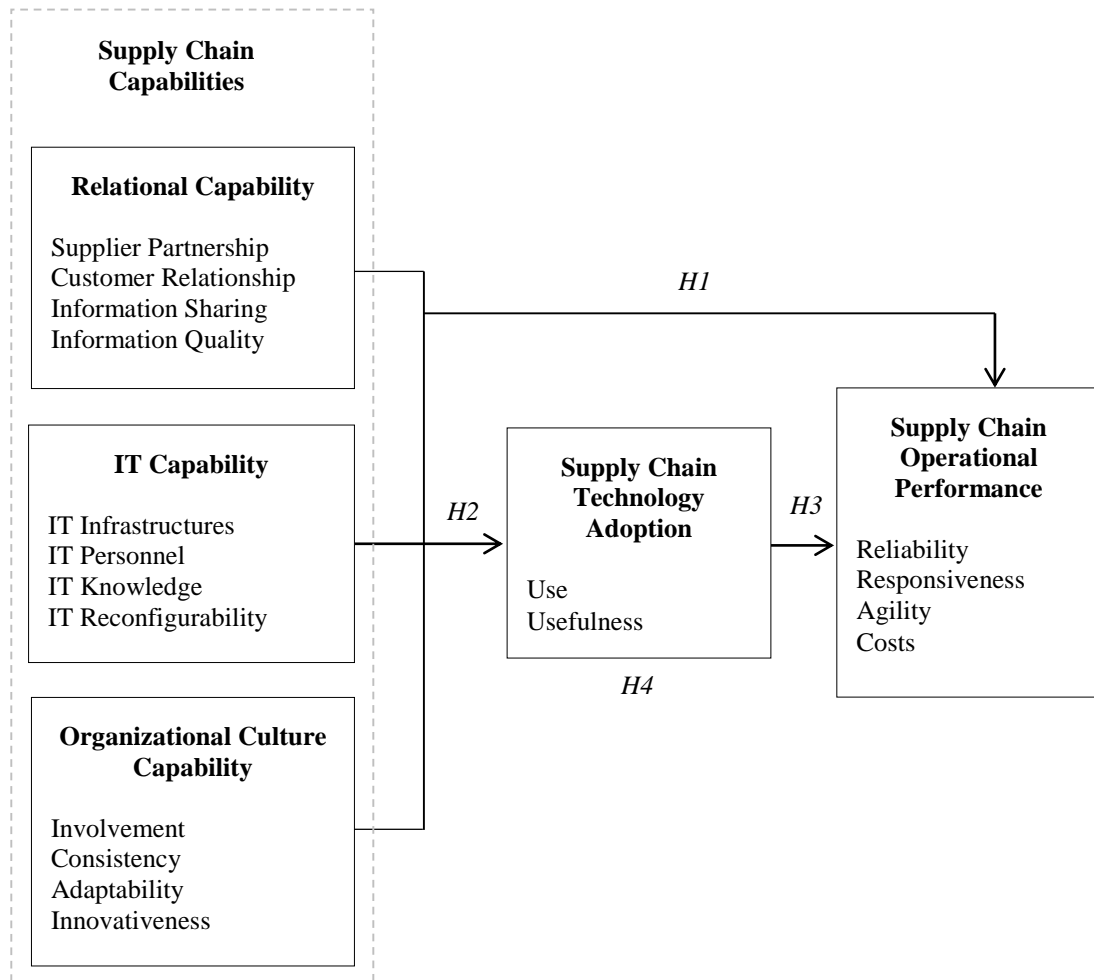 Supply Chain
Capabilities
Relational Capability
Supplier Partnership
Customer Relationship
Information Sharing
Information Quality
IT Capability
IT Infrastructures
IT Personnel
IT Knowledge
IT Reconfigurability
Organizational Culture
Capability
Involvement
Consistency
Adaptability
Innovativeness
H1
H2
Supply Chain
Technology
Adoption
Use
Usefulness
H4
H3
Supply Chain
Operational
Performance
Reliability
Responsiveness
Agility
Costs